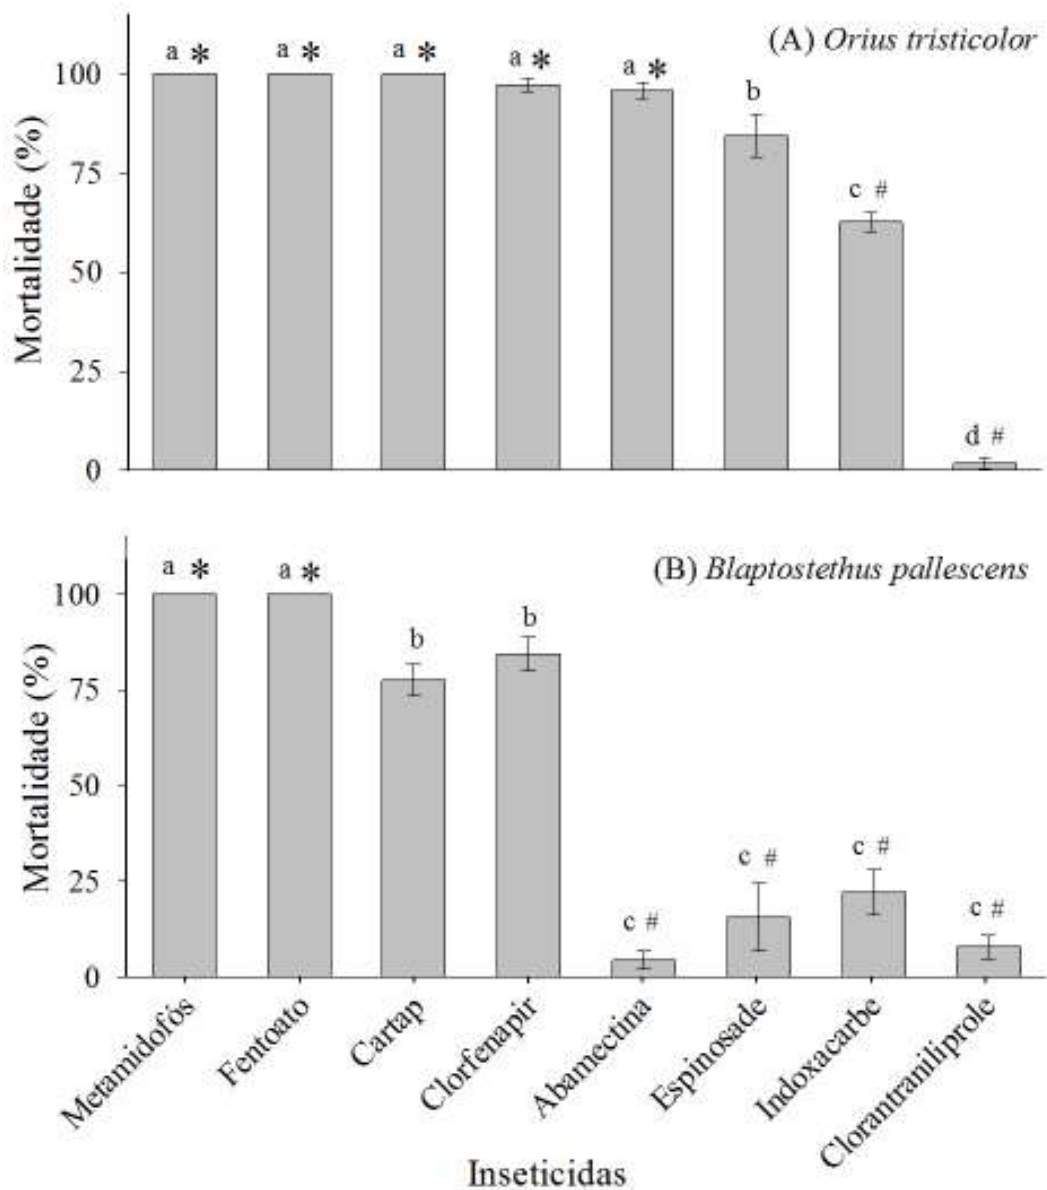 (A) Orius tristicolor
Mortalidade (%)
100
75
50
25
0
a *
a *
a *
a *
a *
b
c #
d #
(B) Blaptostethus pallescens
Mortalidade (%)
100
75
50
25
0
a *
a *
b
b
c #
c #
c #
c #
Metamidofós
Fentoato
Cartap
Clorfenapir
Abamectina
Espinosade
Indoxacarbe
Clorantraniliprole
Inseticidas